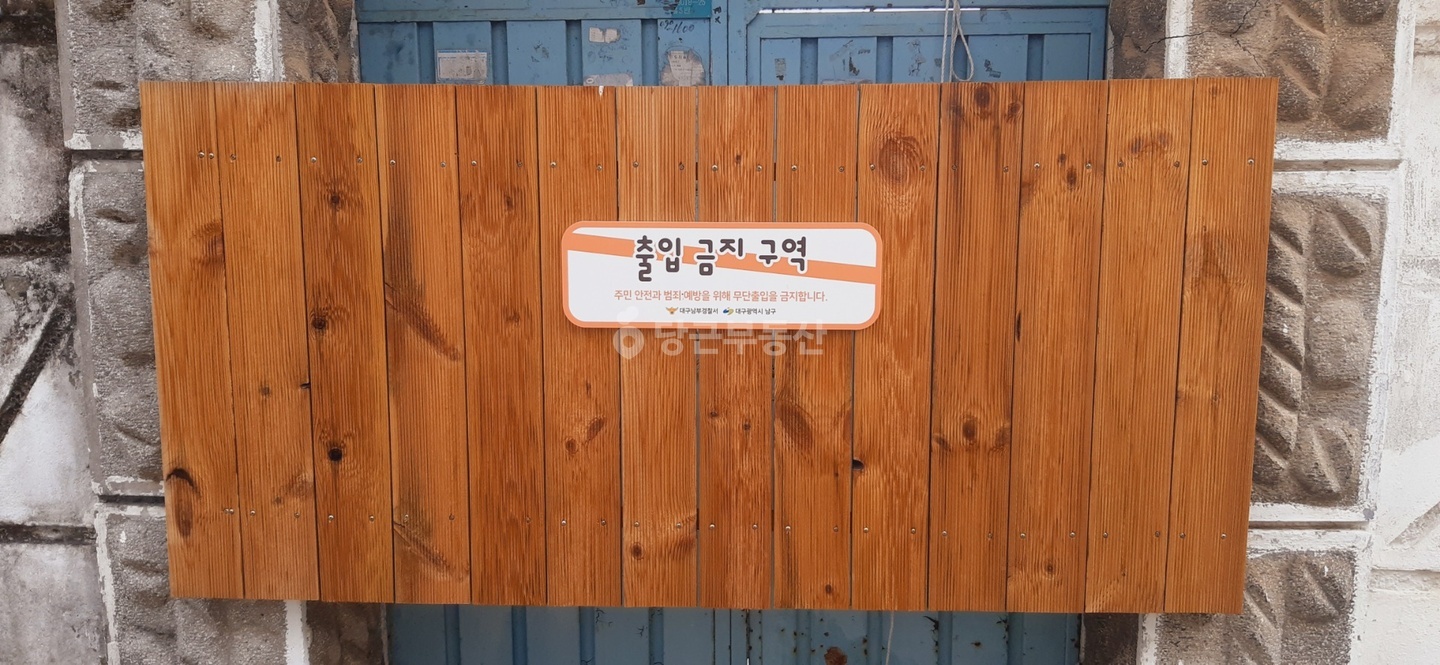 출입 금지 구역
주민 안전과 범죄·예방을 위해 무단출입을 금지합니다.
대구남부경찰서 대구광역시 남구
당근부동산